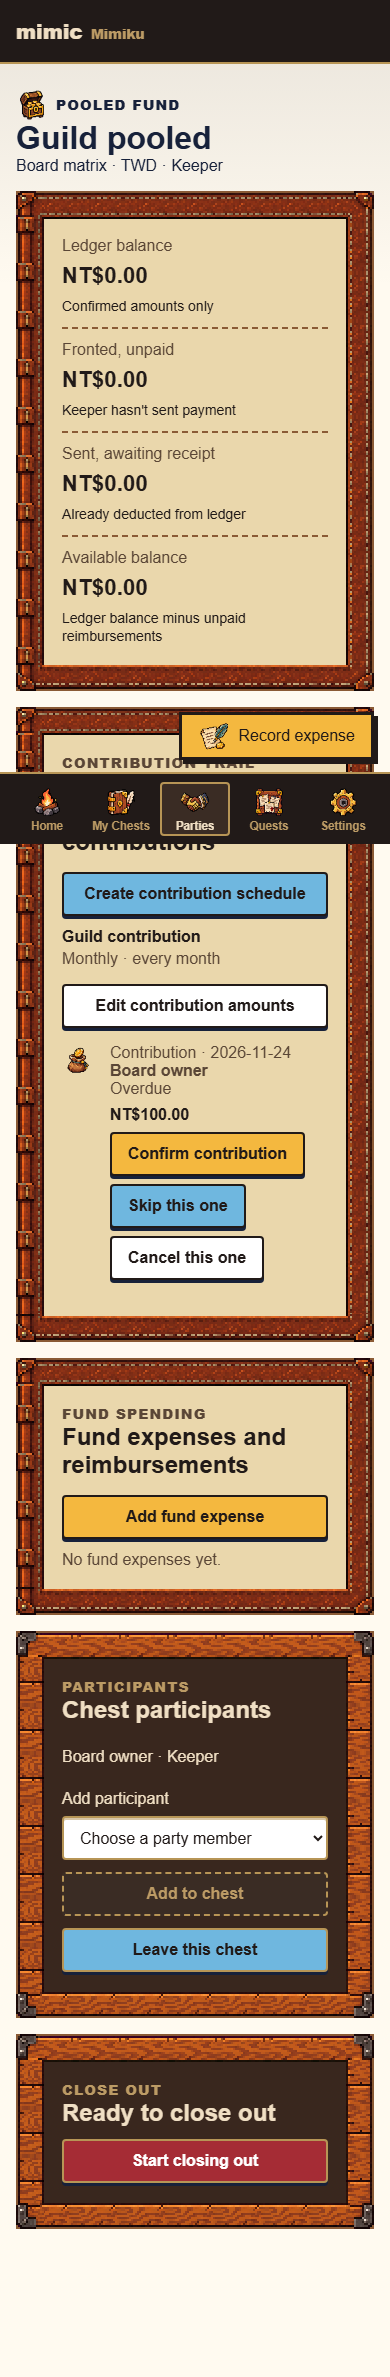 mimic Mimiku
POOLED FUND
Guild pooled
Board matrix · TWD · Keeper
Ledger balance
NT$0.00
Confirmed amounts only
Fronted, unpaid
NT$0.00
Keeper hasn't sent payment
Sent, awaiting receipt
NT$0.00
Already deducted from ledger
Available balance
NT$0.00
Ledger balance minus unpaid
reimbursements
Record expense
CONTRIBUTION TRAIL
Home
My Chests
Parties
Quests
Settings
contributions
Create contribution schedule
Guild contribution
Monthly · every month
Edit contribution amounts
Contribution · 2026-11-24
Board owner
Overdue
NT$100.00
Confirm contribution
Skip this one
Cancel this one
FUND SPENDING
Fund expenses and
reimbursements
Add fund expense
No fund expenses yet.
PARTICIPANTS
Chest participants
Board owner · Keeper
Add participant
Choose a party member
Add to chest
Leave this chest
CLOSE OUT
Ready to close out
Start closing out